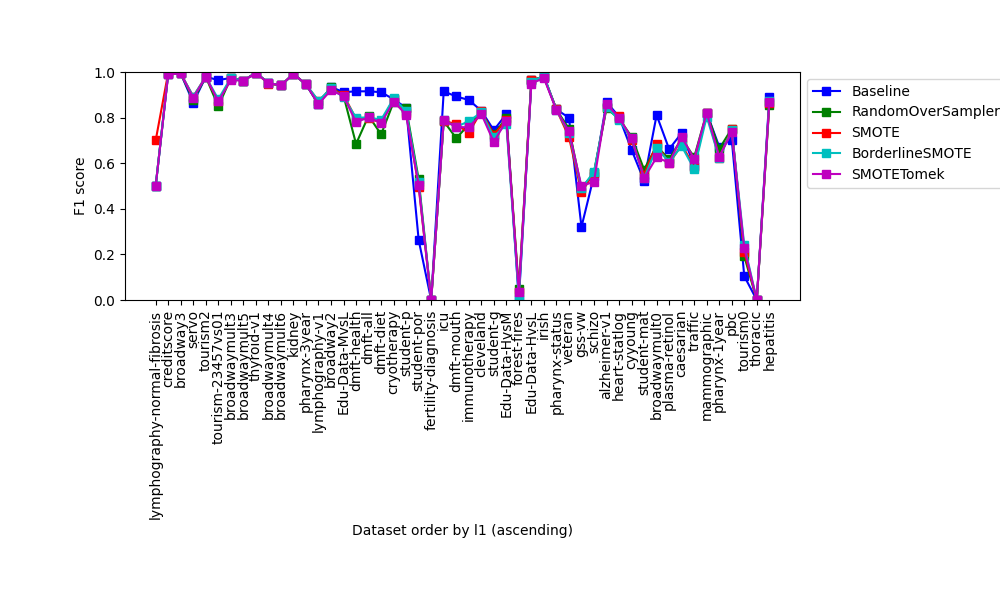 1.0
0.8
0.6
0.4
0.2
0.0
F1 score
Baseline
RandomOverSampler
SMOTE
BorderlineSMOTE
SMOTETomek
lymphography-normal-fibrosis
creditscore
broadway3
servo
tourism2
tourism-23457vs01
broadwaymult3
broadwaymult5
thyroid-v1
broadwaymult4
broadwaymult6
kidney
pharynx-3year
lymphography-v1
broadway2
Edu-Data-MvsL
dmft-health
dmft-all
dmft-diet
cryotherapy
student-p
student-por
fertility-diagnosis
icu
dmft-mouth
immunotherapy
cleveland
student-g
Edu-Data-HvsM
forest-fires
Edu-Data-HvsL
irish
pharynx-status
veteran
gss-vw
schizo
alzheimer-v1
heart-statlog
cyyoung
student-mat
broadwaymult0
plasma-retinol
caesarian
traffic
mammographic
pharynx-1year
pbc
tourism0
thoracic
hepatitis
Dataset order by l1 (ascending)